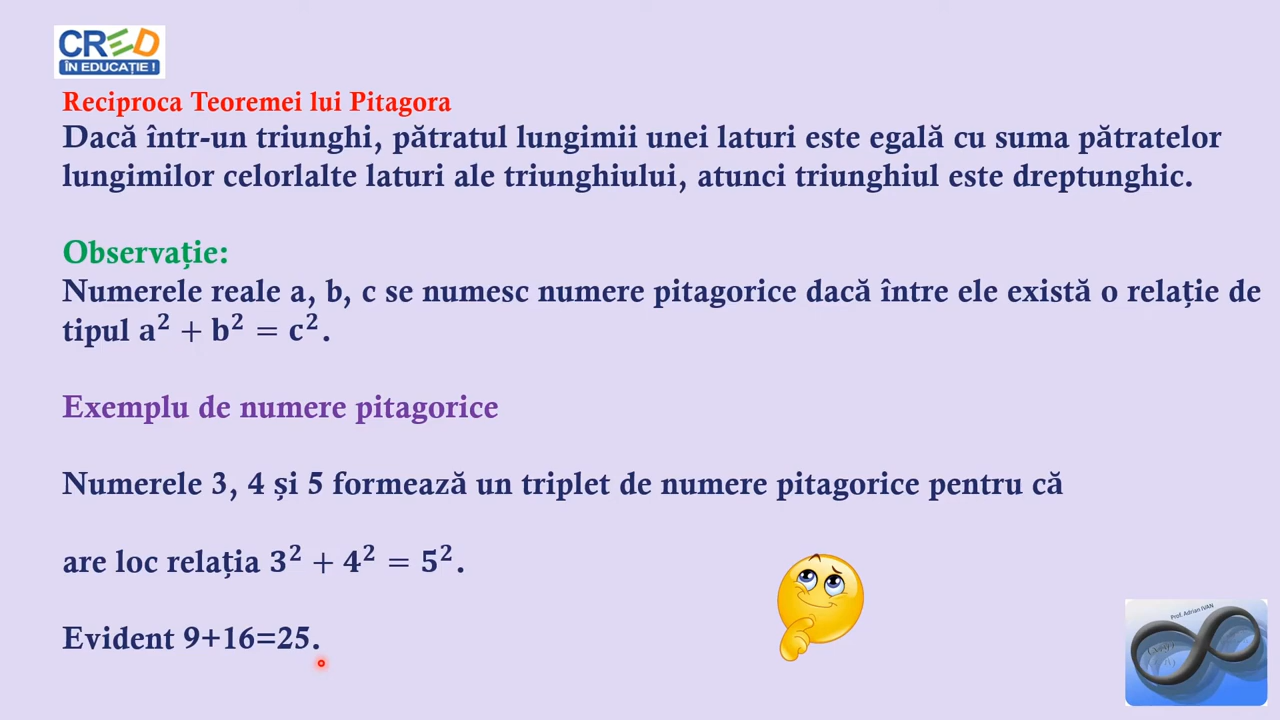 CRED
ÎN EDUCAȚIE !
Reciproca Teoremei lui Pitagora
Dacă într-un triunghi, pătratul lungimii unei laturi este egală cu suma pătratelor
lungimilor celorlalte laturi ale triunghiului, atunci triunghiul este dreptunghic.
Observație:
Numerele reale a, b, c se numesc numere pitagorice dacă între ele există o relație de
tipul a² + b² = c².
Exemplu de numere pitagorice
Numerele 3, 4 și 5 formează un triplet de numere pitagorice pentru că
are loc relația 3² + 4² = 5².
Evident 9+16=25.
Prof. Adrian IVAN